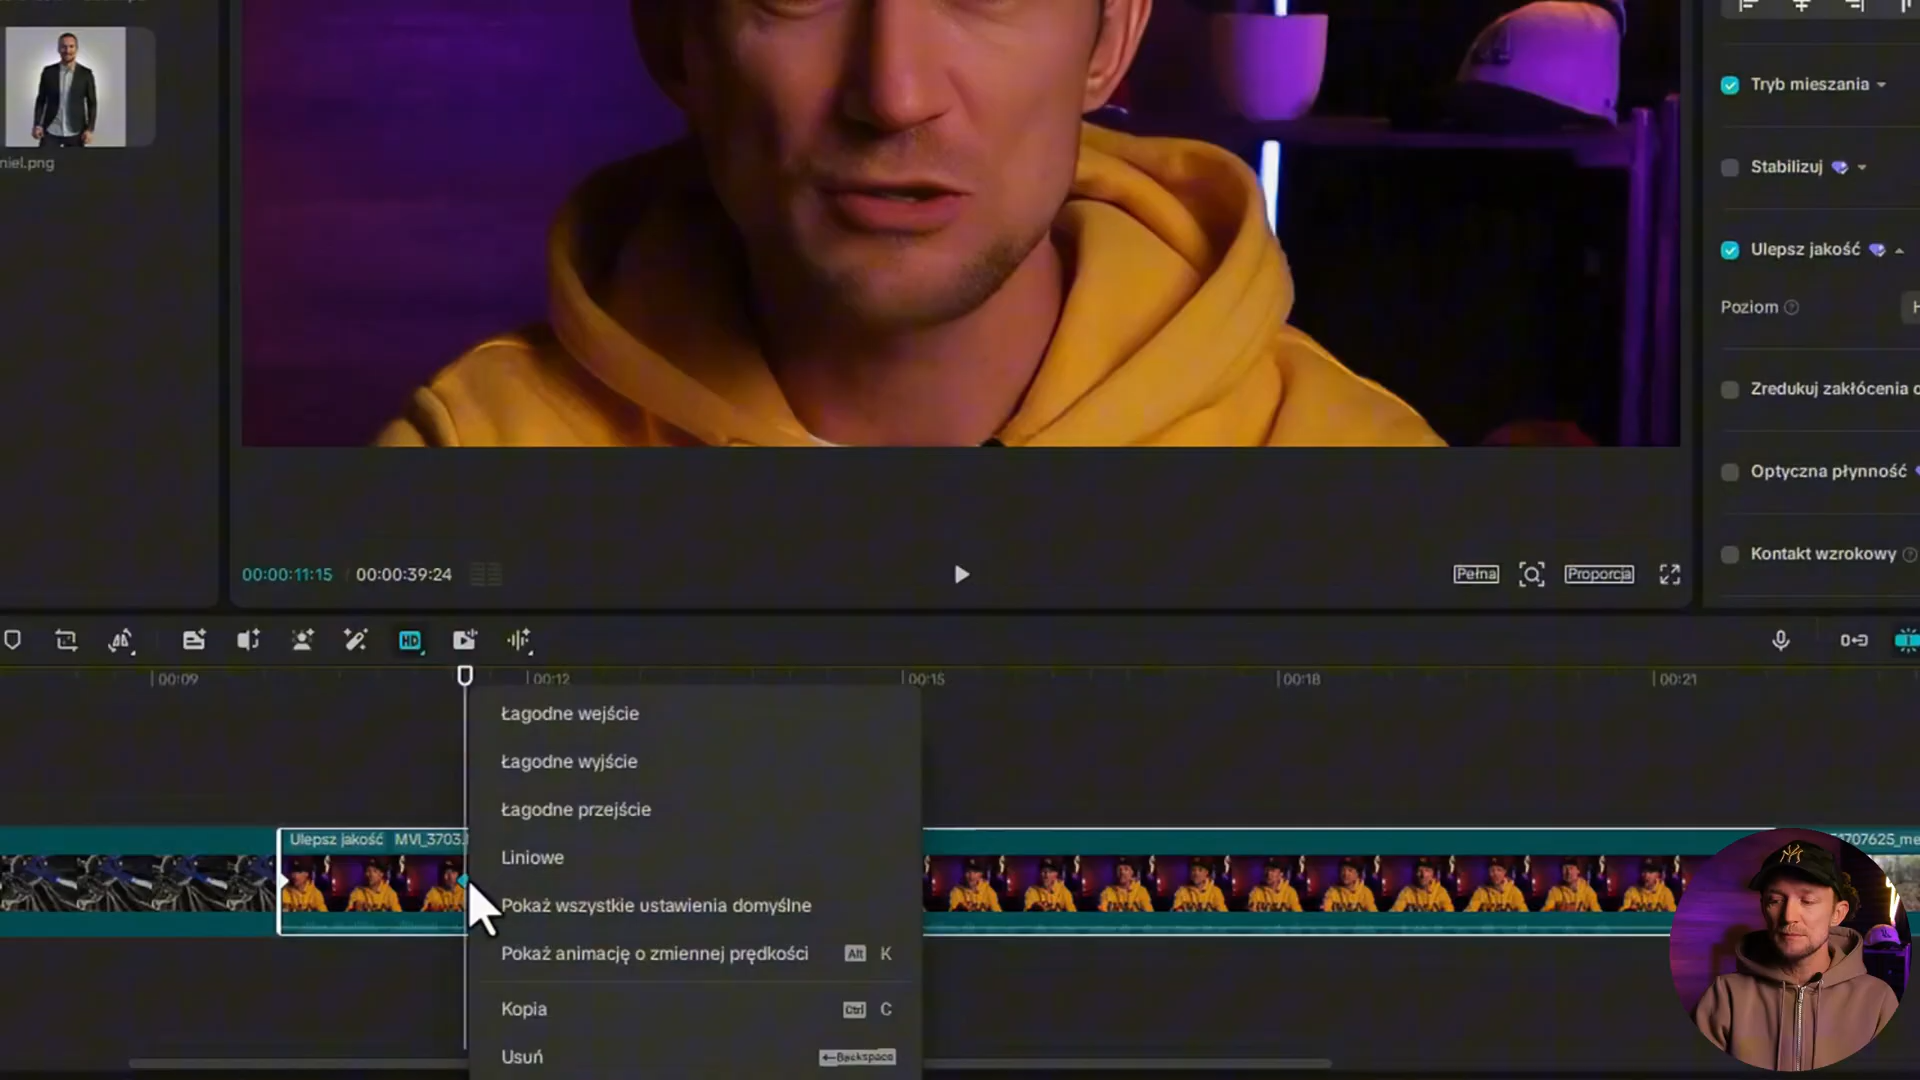 niel.png
Tryb mieszania
Stabilizuj
Ulepsz jakość
Poziom
Zredukuj zakłócenia
Optyczna płynność
Kontakt wzrokowy
00:00:11:15 / 00:00:39:24
Pełna
Proporcja
HD
00:09
00:12
00:15
00:18
00:21
Łagodne wejście
Łagodne wyjście
Łagodne przejście
Liniowe
Pokaż wszystkie ustawienia domyślne
Pokaż animację o zmiennej prędkości Alt K
Kopia Ctrl C
Usuń ←Backspace
Ulepsz jakość MVI_3703.
1707625_me